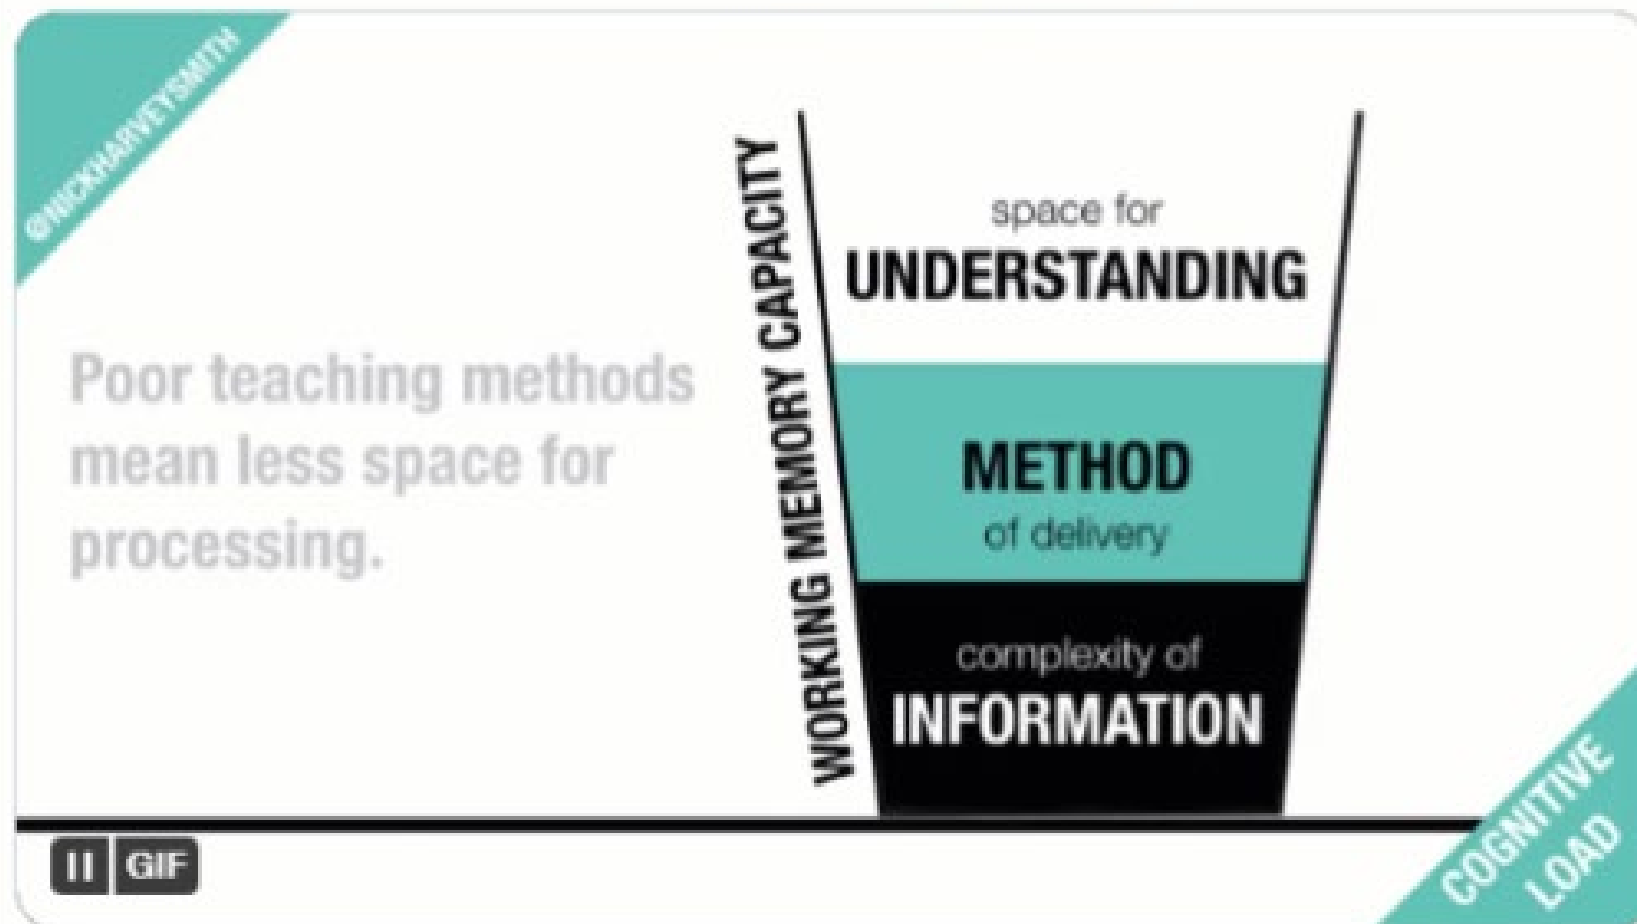 @NICKHARVEYSMITH
Poor teaching methods
mean less space for
processing.
WORKING MEMORY CAPACITY
space for
UNDERSTANDING
METHOD
of delivery
complexity of
INFORMATION
GIF
COGNITIVE
LOAD